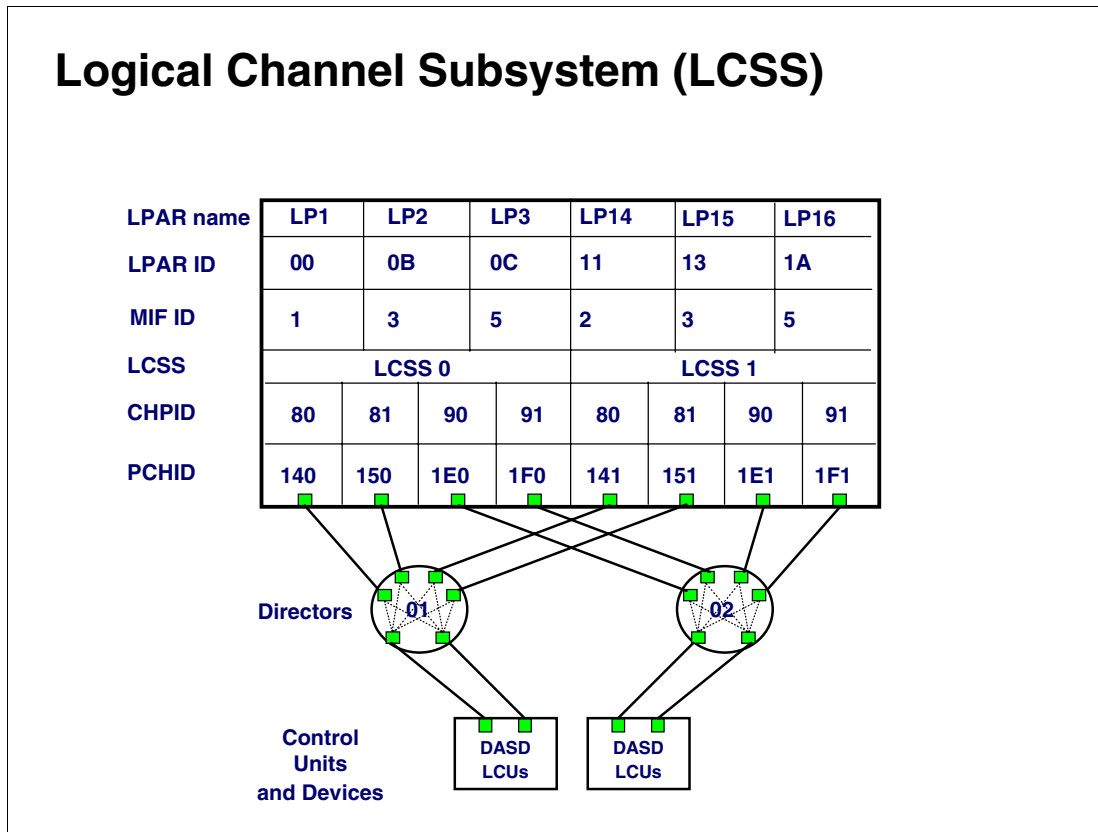 Logical Channel Subsystem (LCSS)
LPAR name LP1 LP2 LP3 LP14 LP15 LP16
LPAR ID 00 0B 0C 11 13 1A
MIF ID 1 3 5 2 3 5
LCSS LCSS 0 LCSS 1
CHPID 80 81 90 91 80 81 90 91
PCHID 140 150 1E0 1F0 141 151 1E1 1F1
Directors 01 02
Control
Units
and Devices
DASD
LCUs
DASD
LCUs